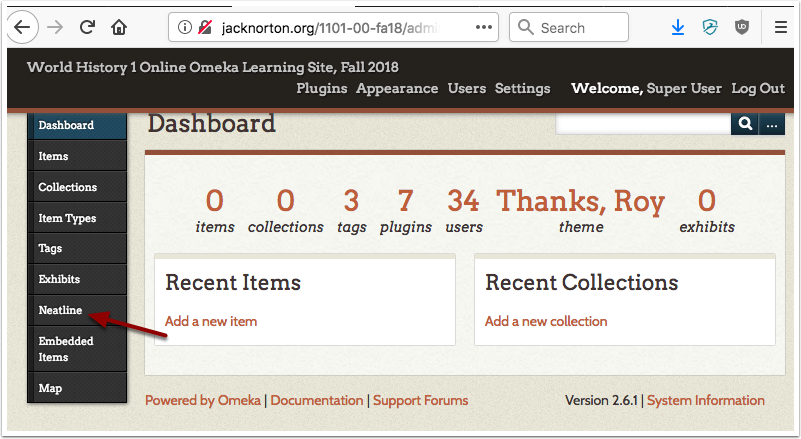 jacknorton.org/1101-00-fa18/adm
Search
World History 1 Online Omeka Learning Site, Fall 2018
Plugins Appearance Users Settings Welcome, Super User Log Out
Dashboard
Items
Collections
Item Types
Tags
Exhibits
Neatline
Embedded
Items
Map
Dashboard
...
0 0 3 7 34 Thanks, Roy 0
items collections tags plugins users theme exhibits
Recent Items
Add a new item
Recent Collections
Add a new collection
Powered by Omeka | Documentation | Support Forums
Version 2.6.1 | System Information